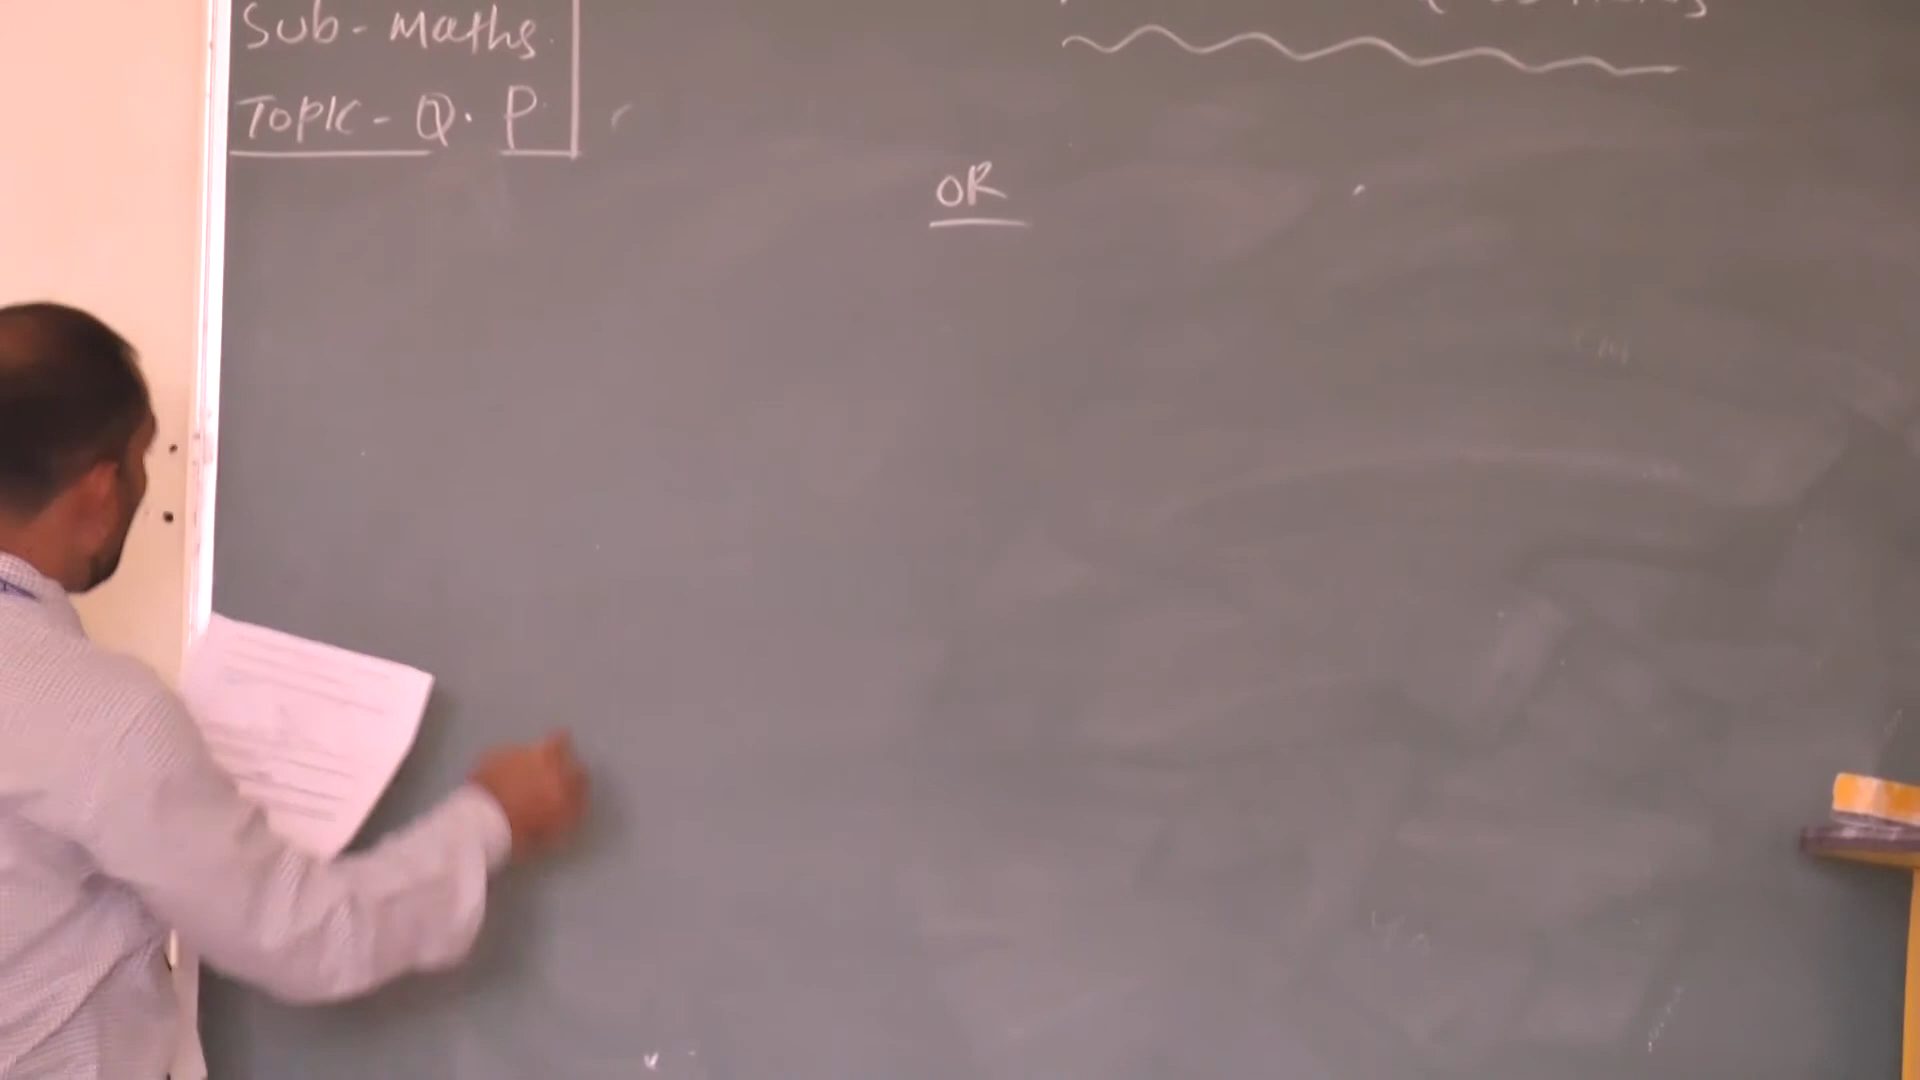 Sub - Maths.
Topic - Q. P.
OR